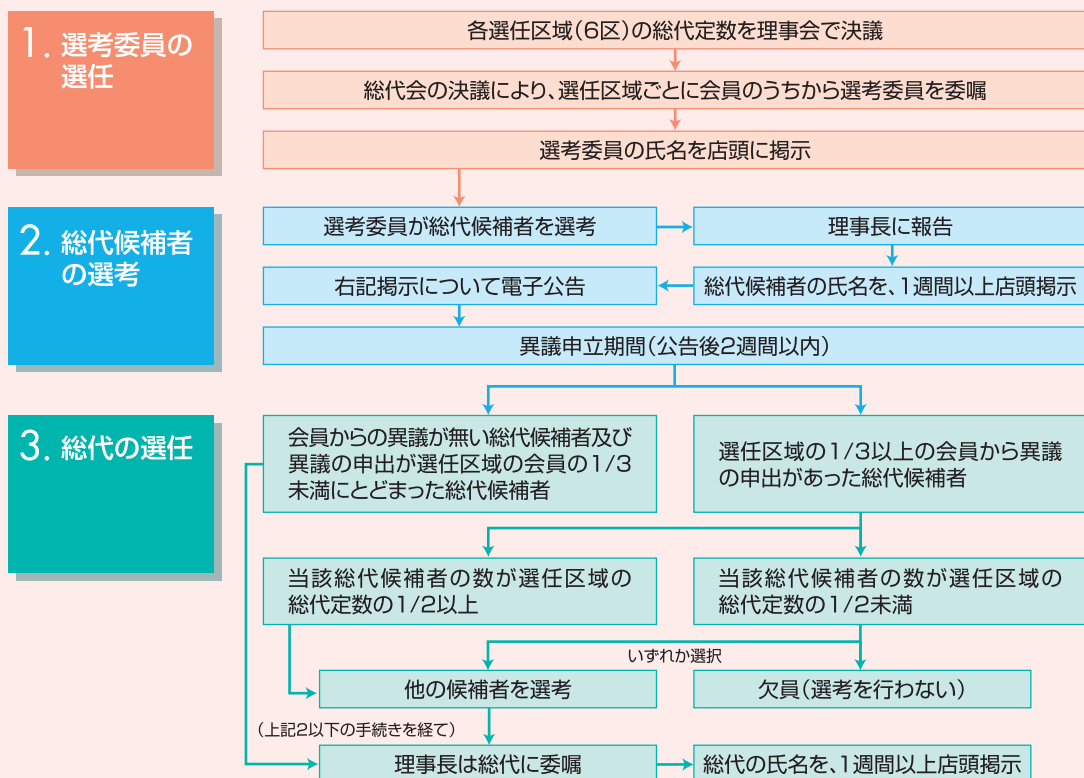 1. 選考委員の
選任
各選任区域(6区)の総代定数を理事会で決議
総代会の決議により、選任区域ごとに会員のうちから選考委員を委嘱
選考委員の氏名を店頭に掲示
2. 総代候補者
の選考
選考委員が総代候補者を選考
理事長に報告
右記掲示について電子公告
総代候補者の氏名を、1週間以上店頭掲示
異議申立期間(公告後2週間以内)
3. 総代の選任
会員からの異議が無い総代候補者及び
異議の申出が選任区域の会員の1/3
未満にとどまった総代候補者
選任区域の1/3以上の会員から異議
の申出があった総代候補者
当該総代候補者の数が選任区域の
総代定数の1/2以上
当該総代候補者の数が選任区域の
総代定数の1/2未満
いずれか選択
他の候補者を選考
欠員(選考を行わない)
(上記2以下の手続きを経て)
理事長は総代に委嘱
総代の氏名を、1週間以上店頭掲示